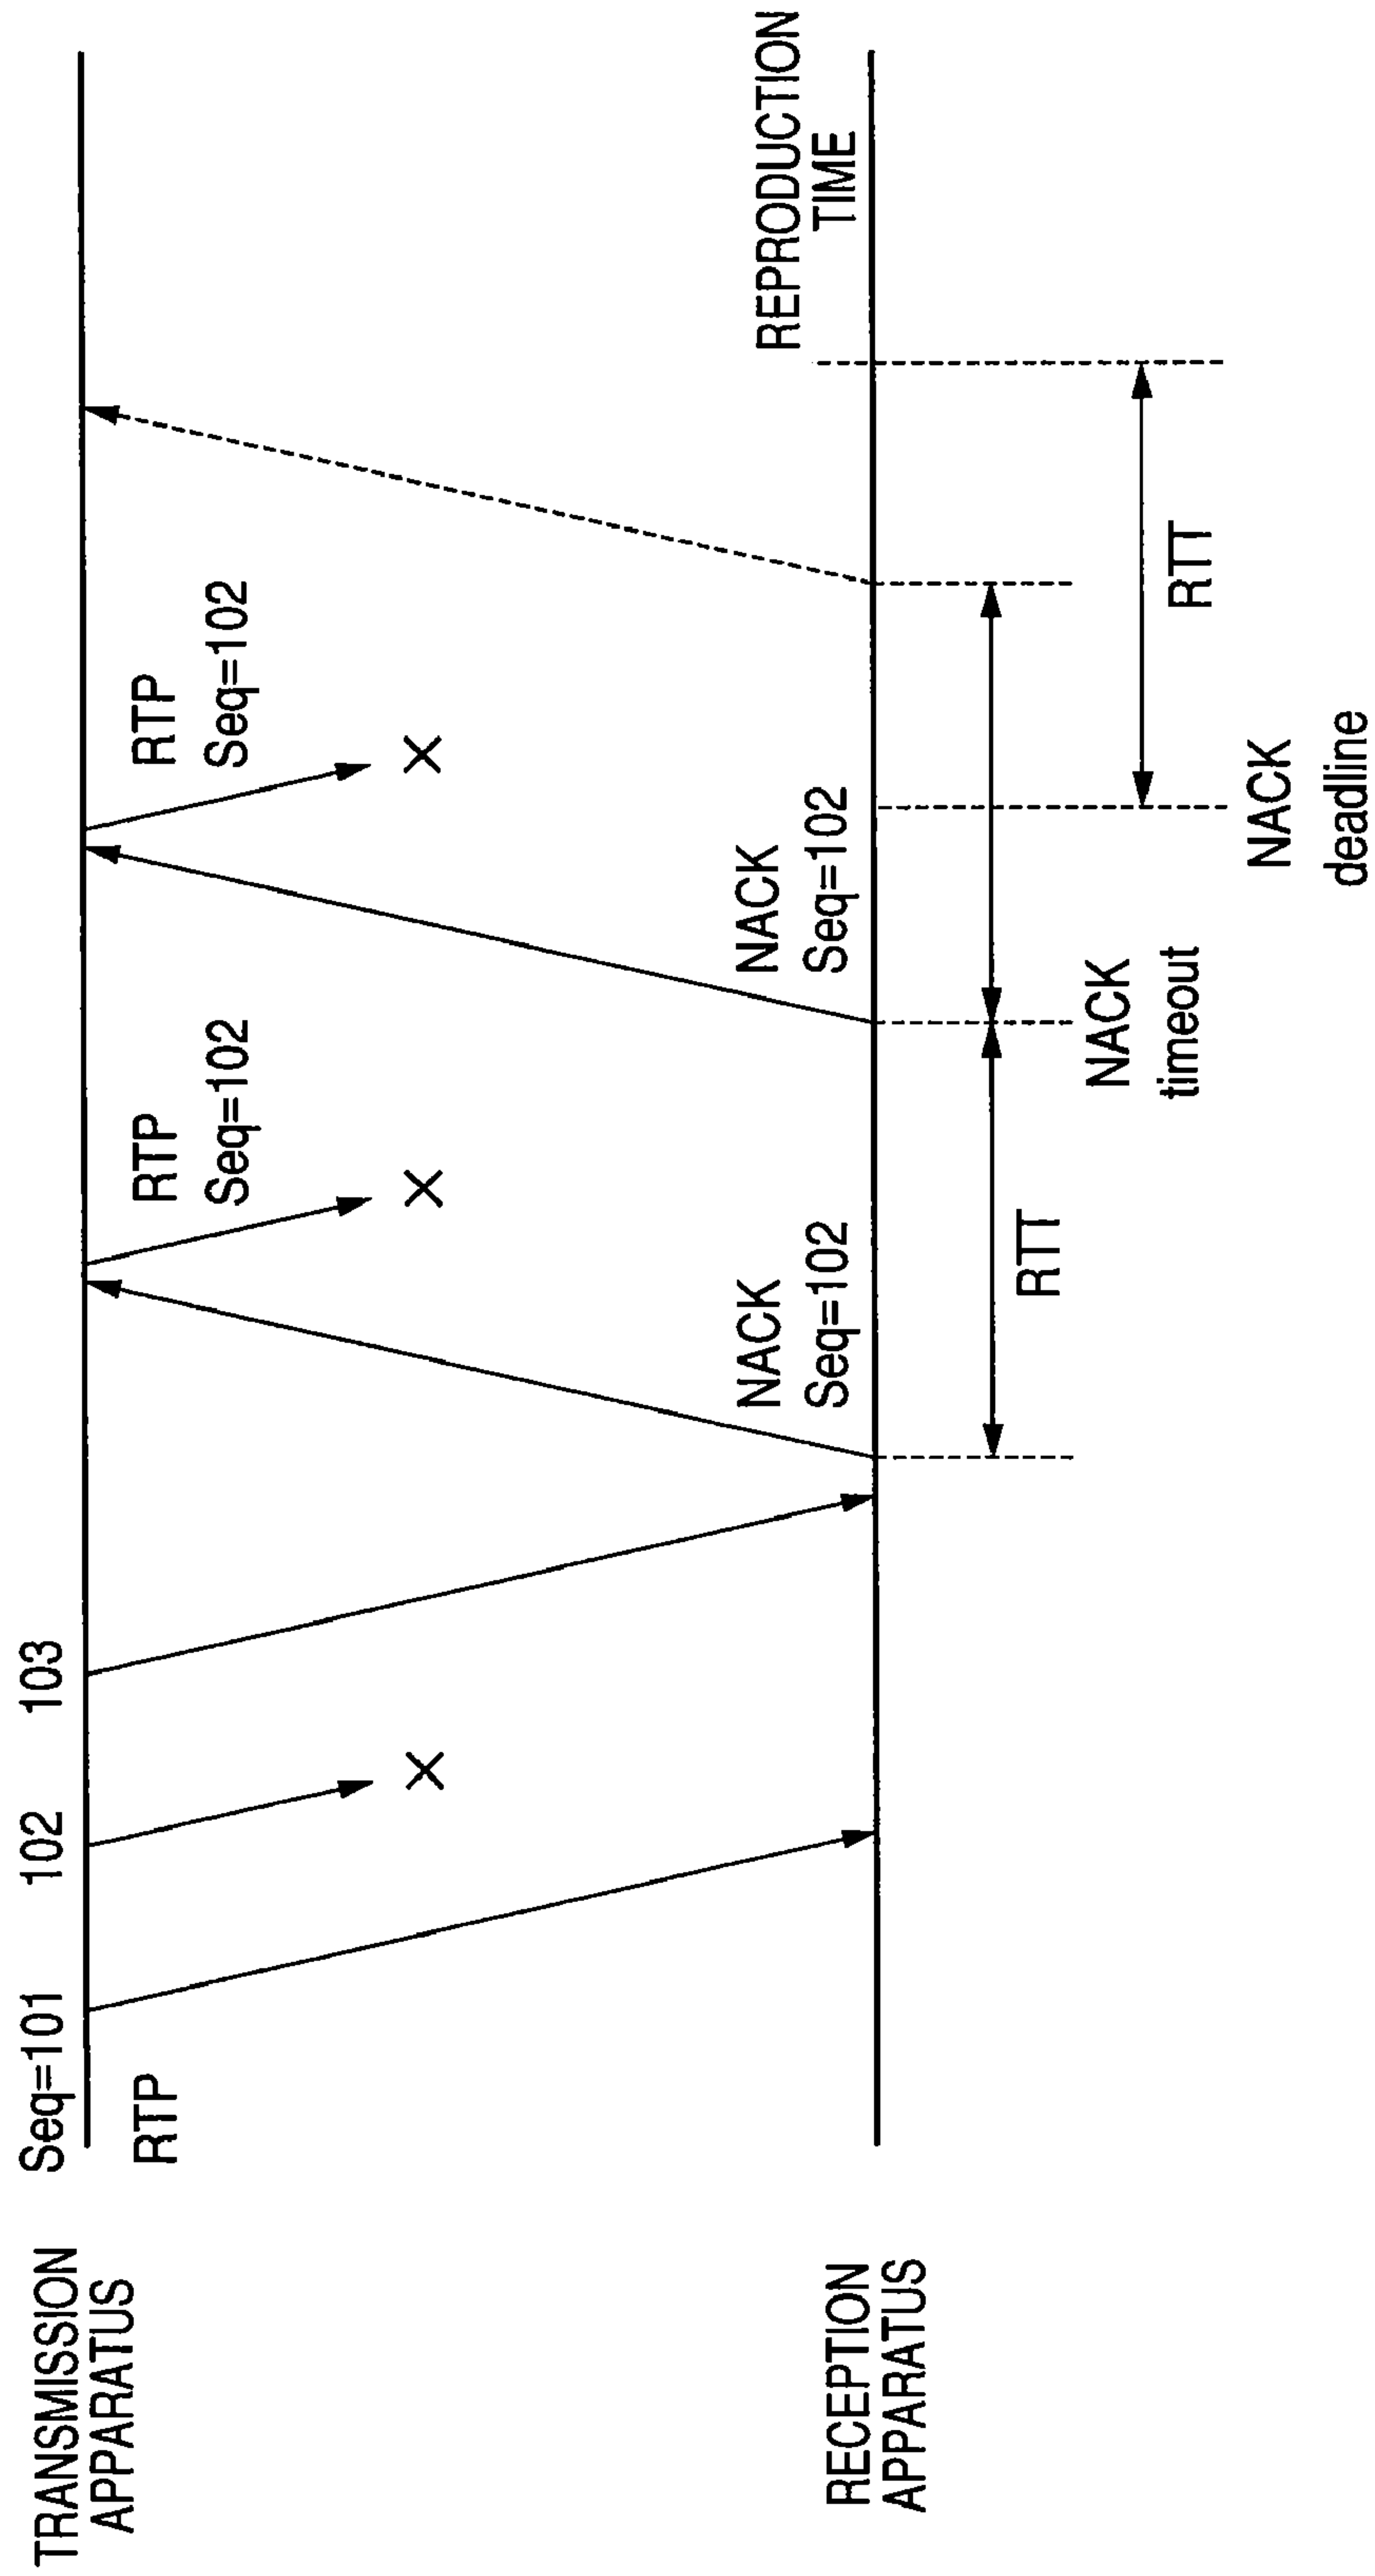 TRANSMISSION
APPARATUS
Seq=101
102
103
RTP
RTP
Seq=102
RTP
Seq=102
RECEPTION
APPARATUS
NACK
Seq=102
NACK
Seq=102
REPRODUCTION
TIME
RTT
NACK
timeout
RTT
NACK
deadline